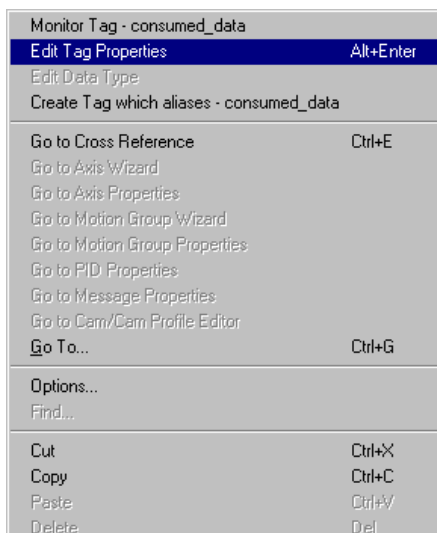 Monitor Tag - consumed_data
Edit Tag Properties Alt+Enter
Edit Data Type
Create Tag which aliases - consumed_data
Go to Cross Reference Ctrl+E
Go to Axis Wizard
Go to Axis Properties
Go to Motion Group Wizard
Go to Motion Group Properties
Go to PID Properties
Go to Message Properties
Go to Cam/Cam Profile Editor
Go To... Ctrl+G
Options...
Find...
Cut Ctrl+X
Copy Ctrl+C
Paste Ctrl+V
Delete Del